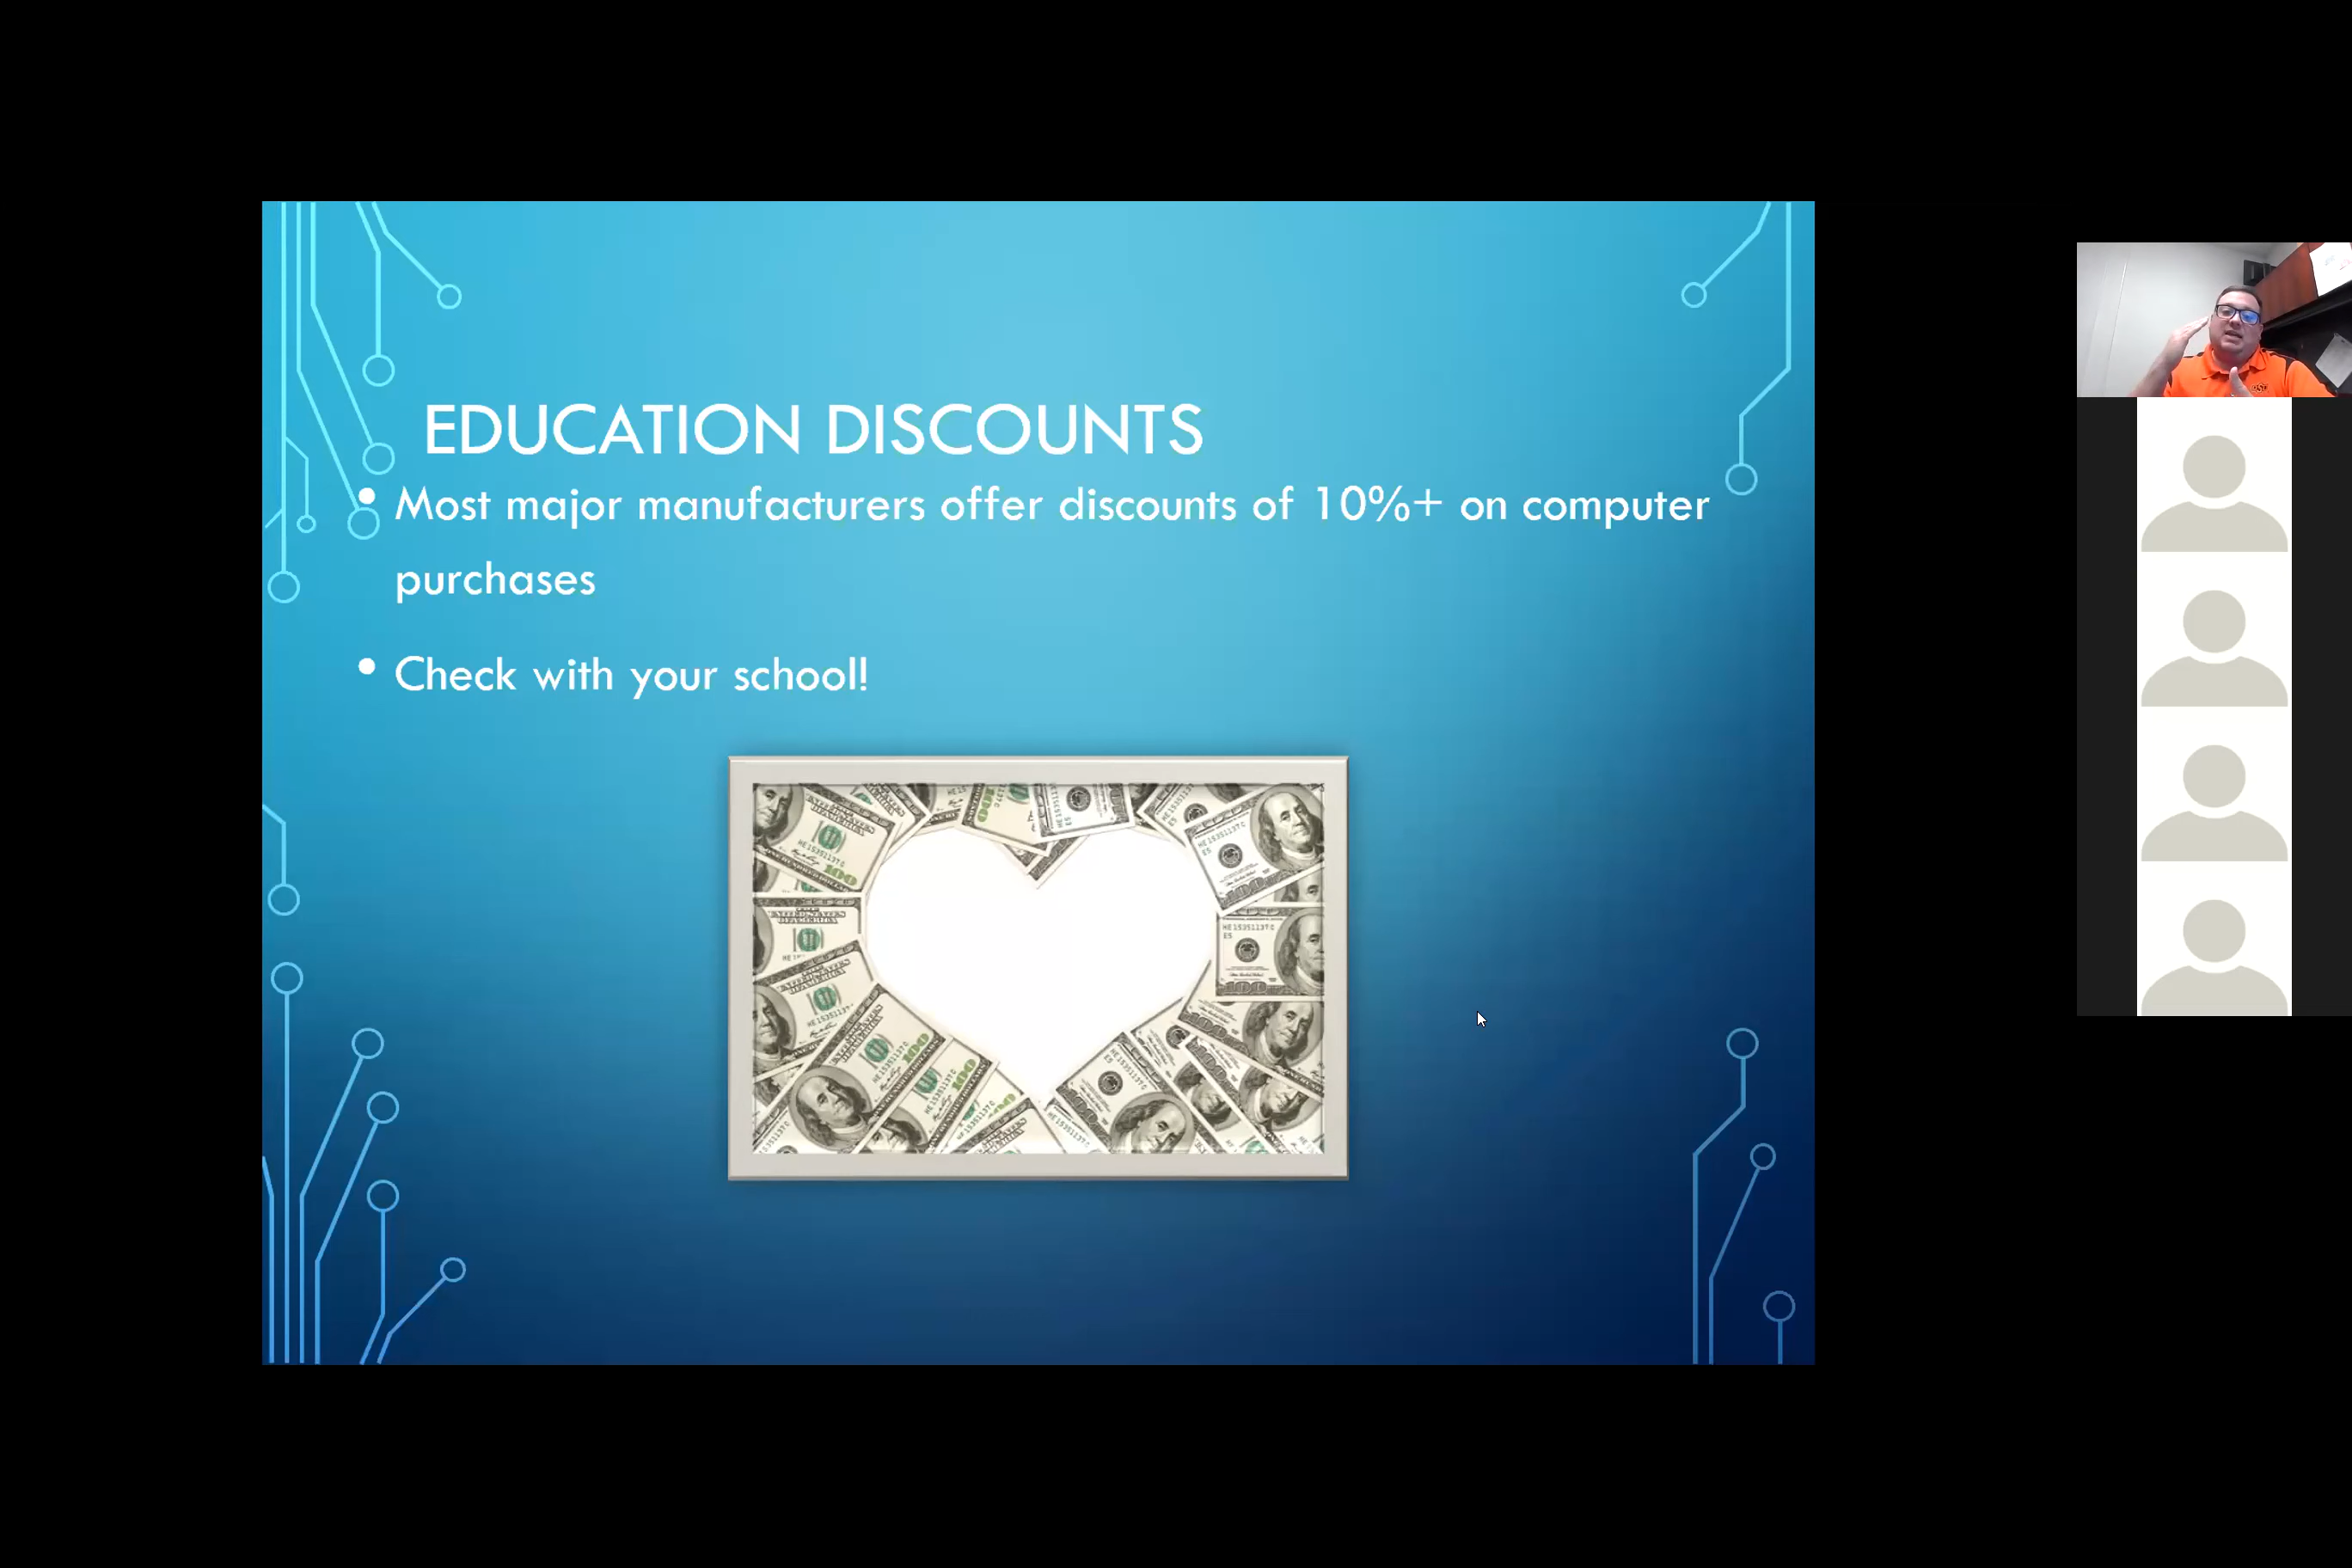 EDUCATION DISCOUNTS
• Most major manufacturers offer discounts of 10%+ on computer
purchases
• Check with your school!